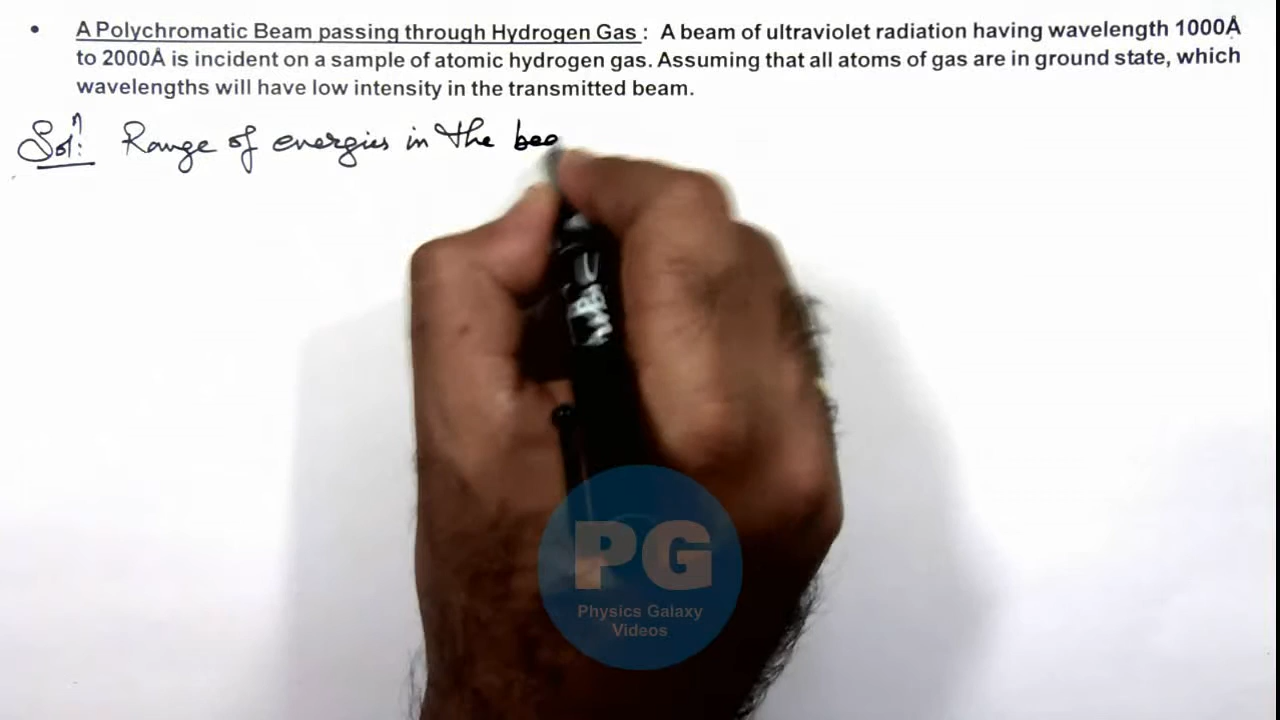 • A Polychromatic Beam passing through Hydrogen Gas : A beam of ultraviolet radiation having wavelength 1000Å
to 2000Å is incident on a sample of atomic hydrogen gas. Assuming that all atoms of gas are in ground state, which
wavelengths will have low intensity in the transmitted beam.
Solⁿ: Range of energies in the bea
PG
Physics Galaxy
Videos